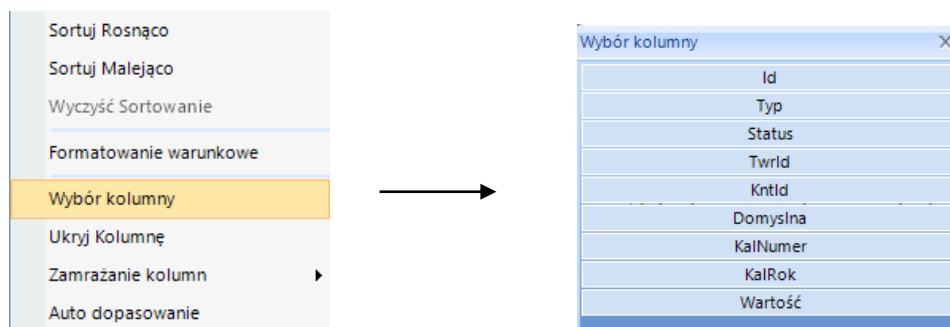 Sortuj Rosnąco
Sortuj Malejąco
Wyczyść Sortowanie
Formatowanie warunkowe
Wybór kolumny
Ukryj Kolumnę
Zamrażanie kolumn
Auto dopasowanie
Wybór kolumny
Id
Typ
Status
TwrId
KntId
Domyslna
KalNumer
KalRok
Wartość